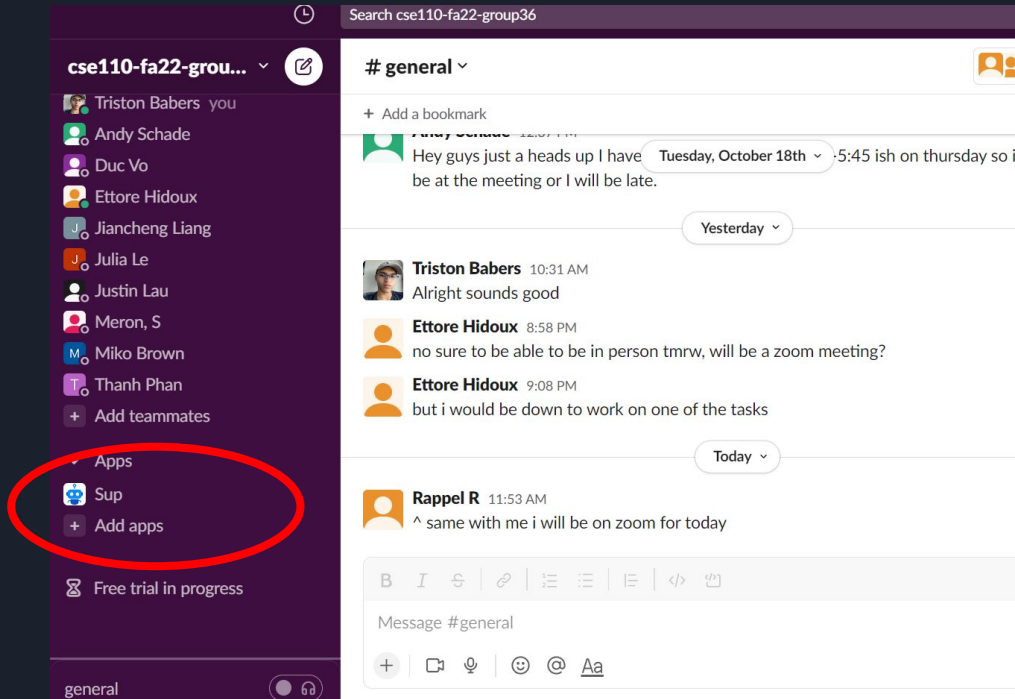 Search cse110-fa22-group36
cse110-fa22-grou...
Triston Babers you
Andy Schade
Duc Vo
Ettore Hidoux
Jiancheng Liang
J
Julia Le
J
Justin Lau
Meron, S
Miko Brown
M
Thanh Phan
T
+ Add teammates
Apps
Sup
+ Add apps
Free trial in progress
general
# general
+ Add a bookmark
Andy Schade 12:37 PM
Hey guys just a heads up I have
Tuesday, October 18th
-5:45 ish on thursday so i
be at the meeting or I will be late.
Yesterday
Triston Babers 10:31 AM
Alright sounds good
Ettore Hidoux 8:58 PM
no sure to be able to be in person tmrw, will be a zoom meeting?
Ettore Hidoux 9:08 PM
but i would be down to work on one of the tasks
Today
Rappel R 11:53 AM
^ same with me i will be on zoom for today
B I S
Message #general
+ @ Aa